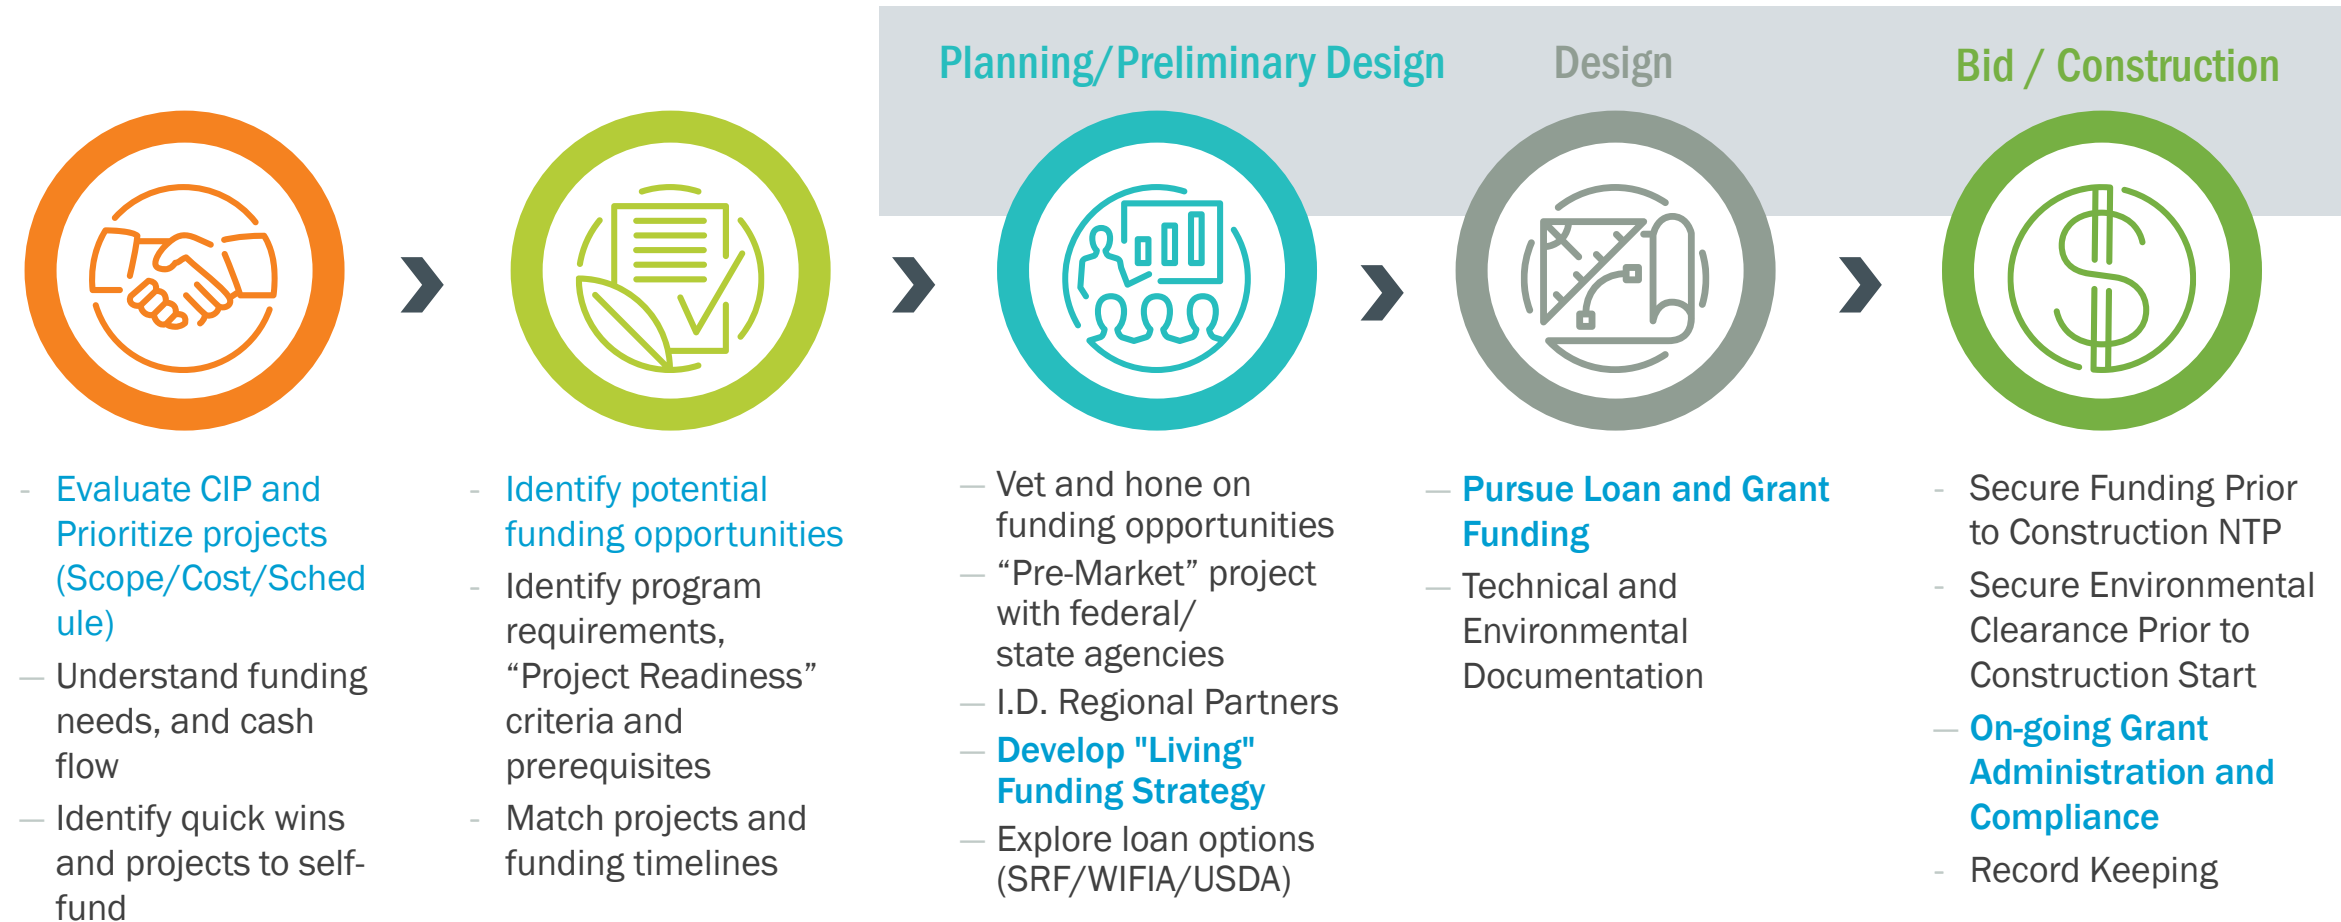 Planning/Preliminary Design
Design
Bid / Construction
- Evaluate CIP and
Prioritize projects
(Scope/Cost/Sched
ule)
— Understand funding
needs, and cash
flow
— Identify quick wins
and projects to self-
fund
- Identify potential
funding opportunities
- Identify program
requirements,
“Project Readiness”
criteria and
prerequisites
- Match projects and
funding timelines
— Vet and hone on
funding opportunities
— “Pre-Market” project
with federal/
state agencies
— I.D. Regional Partners
— Develop "Living"
Funding Strategy
— Explore loan options
(SRF/WIFIA/USDA)
— Pursue Loan and Grant
Funding
— Technical and
Environmental
Documentation
- Secure Funding Prior
to Construction NTP
- Secure Environmental
Clearance Prior to
Construction Start
— On-going Grant
Administration and
Compliance
- Record Keeping